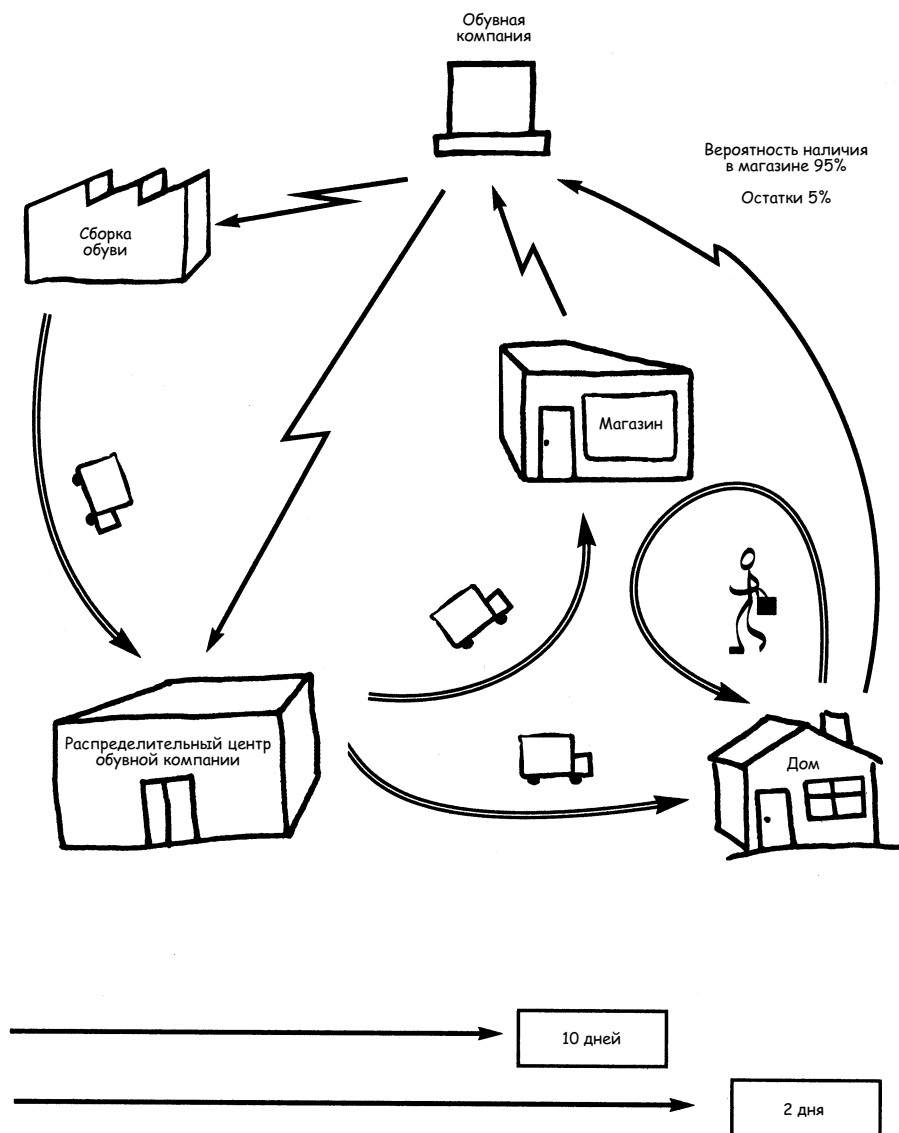 Обувная
компания
Вероятность наличия
в магазине 95%
Остатки 5%
Сборка
обуви
Магазин
Распределительный центр
обувной компании
Дом
10 дней
2 дня